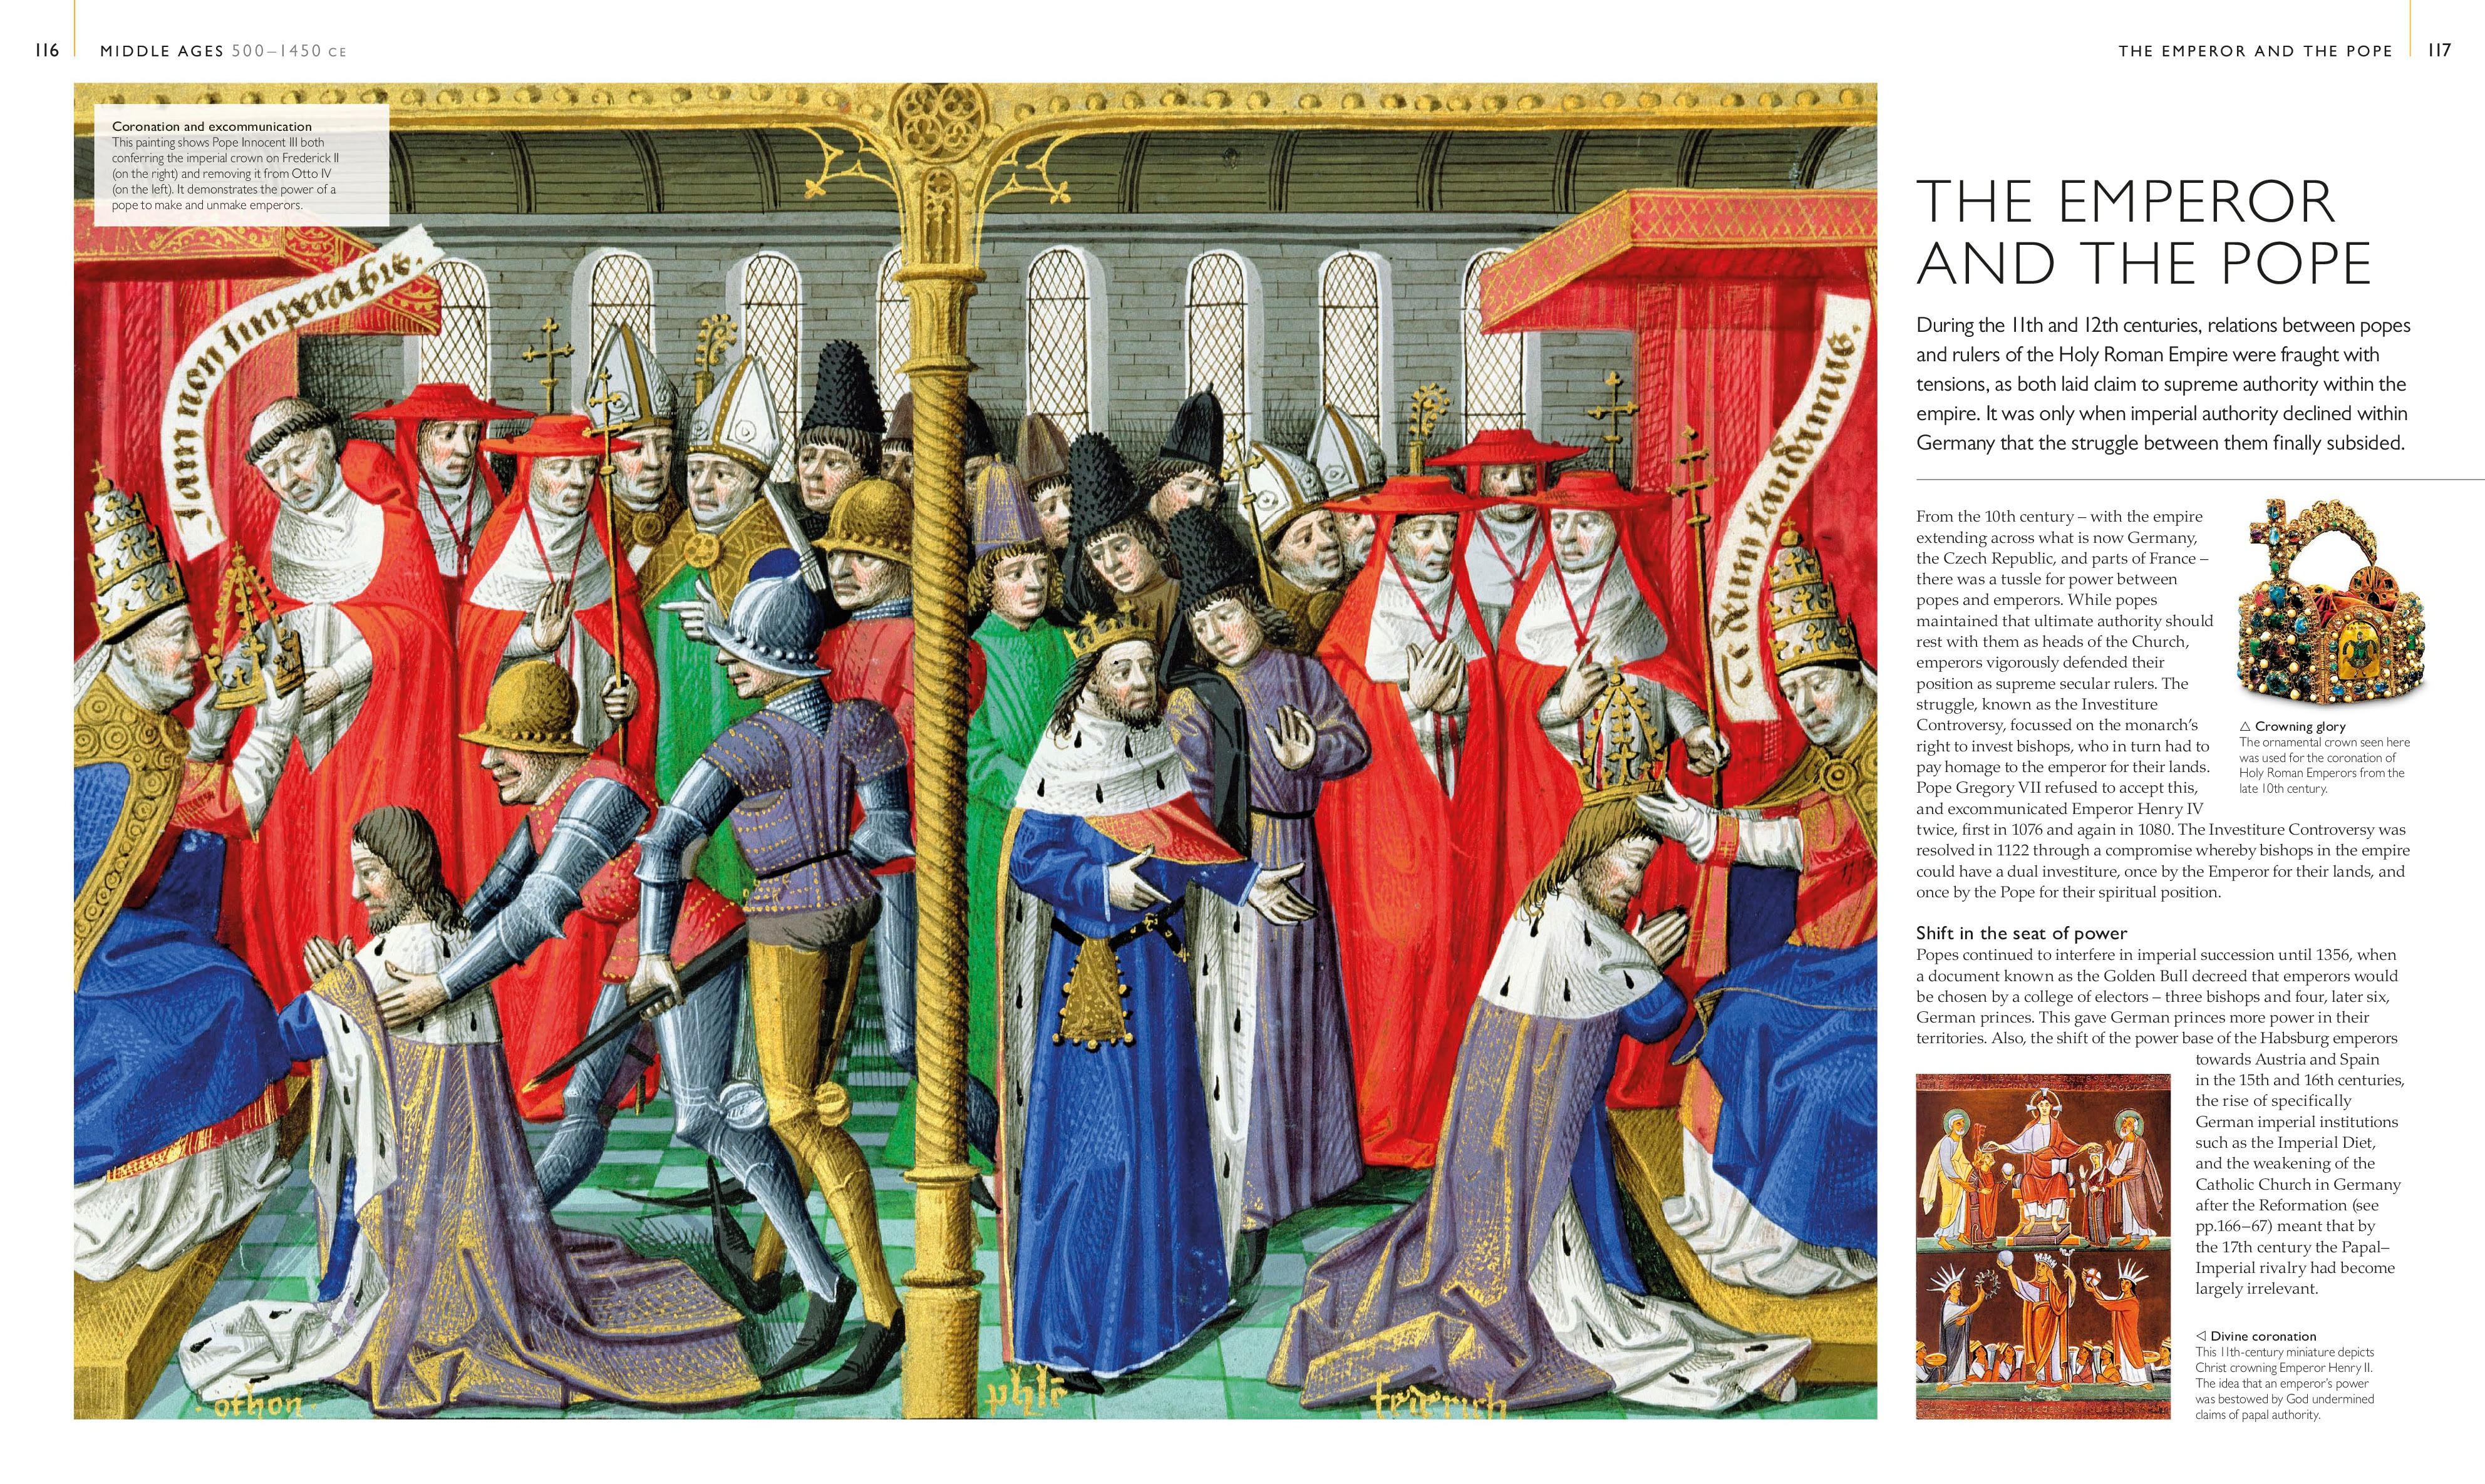 116
MIDDLE AGES 500–1450 CE
THE EMPEROR AND THE POPE
117
Coronation and excommunication
This painting shows Pope Innocent III both
conferring the imperial crown on Frederick II
(on the right) and removing it from Otto IV
(on the left). It demonstrates the power of a
pope to make and unmake emperors.
Iam non Imperabis.
Te deum laudamus.
othon
phle
federich
THE EMPEROR
AND THE POPE
During the 11th and 12th centuries, relations between popes
and rulers of the Holy Roman Empire were fraught with
tensions, as both laid claim to supreme authority within the
empire. It was only when imperial authority declined within
Germany that the struggle between them finally subsided.
From the 10th century – with the empire
extending across what is now Germany,
the Czech Republic, and parts of France –
there was a tussle for power between
popes and emperors. While popes
maintained that ultimate authority should
rest with them as heads of the Church,
emperors vigorously defended their
position as supreme secular rulers. The
struggle, known as the Investiture
Controversy, focussed on the monarch's
right to invest bishops, who in turn had to
pay homage to the emperor for their lands.
Pope Gregory VII refused to accept this,
and excommunicated Emperor Henry IV
twice, first in 1076 and again in 1080. The Investiture Controversy was
resolved in 1122 through a compromise whereby bishops in the empire
could have a dual investiture, once by the Emperor for their lands, and
once by the Pope for their spiritual position.
△ Crowning glory
The ornamental crown seen here
was used for the coronation of
Holy Roman Emperors from the
late 10th century.
Shift in the seat of power
Popes continued to interfere in imperial succession until 1356, when
a document known as the Golden Bull decreed that emperors would
be chosen by a college of electors – three bishops and four, later six,
German princes. This gave German princes more power in their
territories. Also, the shift of the power base of the Habsburg emperors
towards Austria and Spain
in the 15th and 16th centuries,
the rise of specifically
German imperial institutions
such as the Imperial Diet,
and the weakening of the
Catholic Church in Germany
after the Reformation (see
pp.166–67) meant that by
the 17th century the Papal–
Imperial rivalry had become
largely irrelevant.
◁ Divine coronation
This 11th-century miniature depicts
Christ crowning Emperor Henry II.
The idea that an emperor's power
was bestowed by God undermined
claims of papal authority.